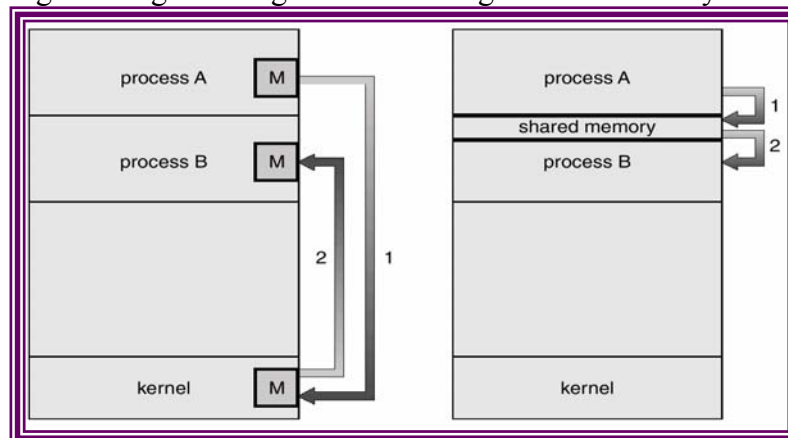 process A
M
process B
M
2
1
kernel
M
process A
1
shared memory
2
process B
kernel